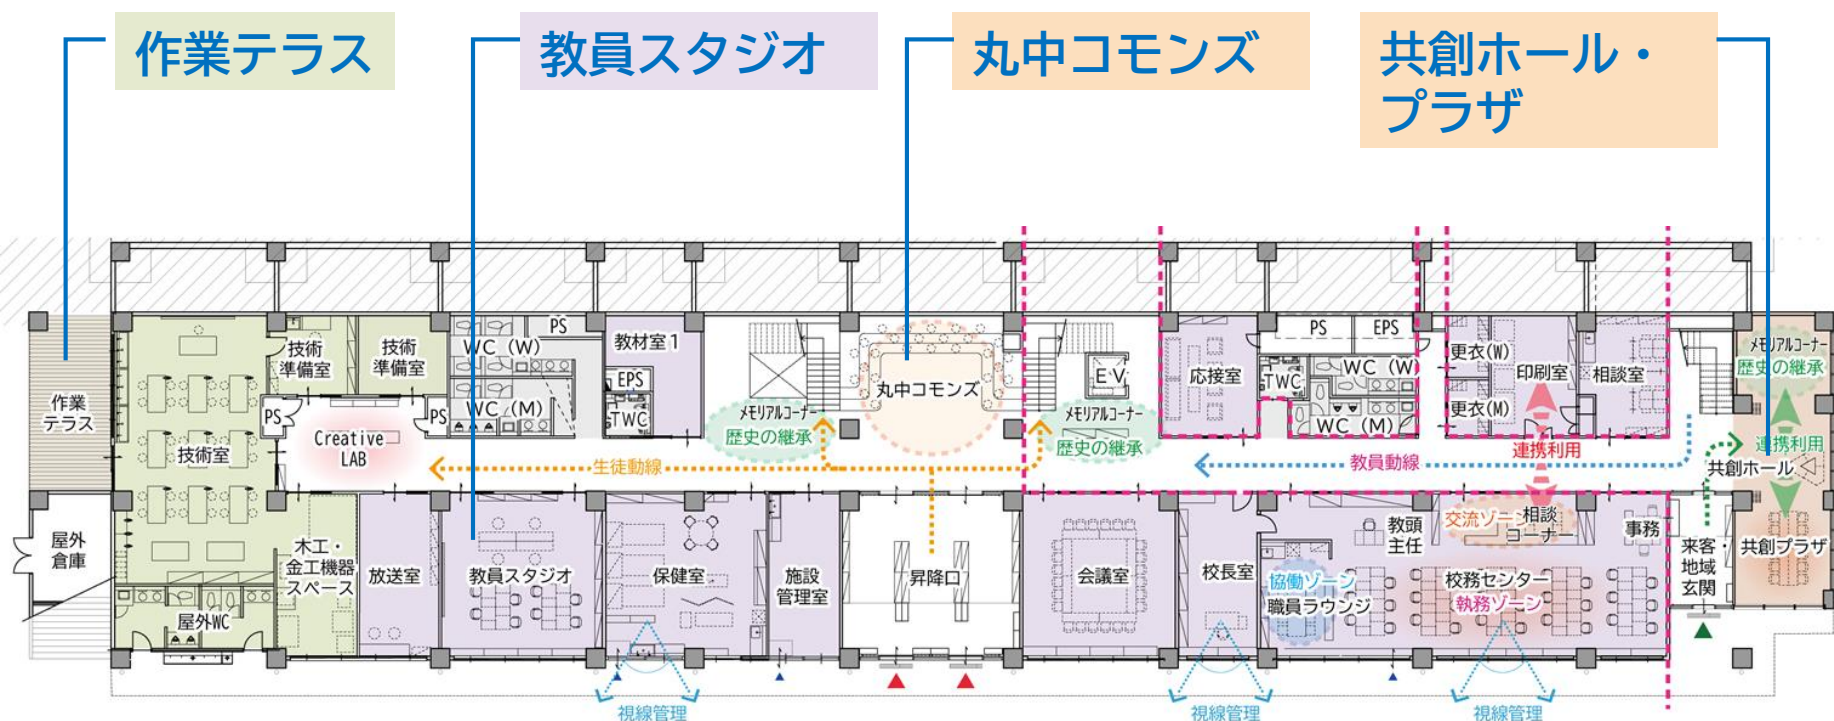 作業テラス
教員スタジオ
丸中コモンズ
共創ホール・
プラザ
作業
テラス
屋外
倉庫
技術室
技術
準備室
技術
準備室
PS
Creative
LAB
PS
WC (W)
PS
WC (M)
教材室1
EPS
TWC
メモリアルコーナー
歴史の継承
丸中コモンズ
EV
メモリアルコーナー
歴史の継承
応接室
PS
EPS
TWC
WC (W)
WC (M)
更衣(W)
更衣(M)
印刷室
相談室
メモリアルコーナー
歴史の継承
連携利用
共創ホール
生徒動線
教員動線
連携利用
屋外WC
木工・
金工機器
スペース
放送室
教員スタジオ
保健室
施設
管理室
昇降口
会議室
校長室
協働ゾーン
職員ラウンジ
教頭
主任
交流ゾーン
相談
コーナー
事務
校務センター
執務ゾーン
来客・
地域
玄関
共創プラザ
視線管理
視線管理
視線管理